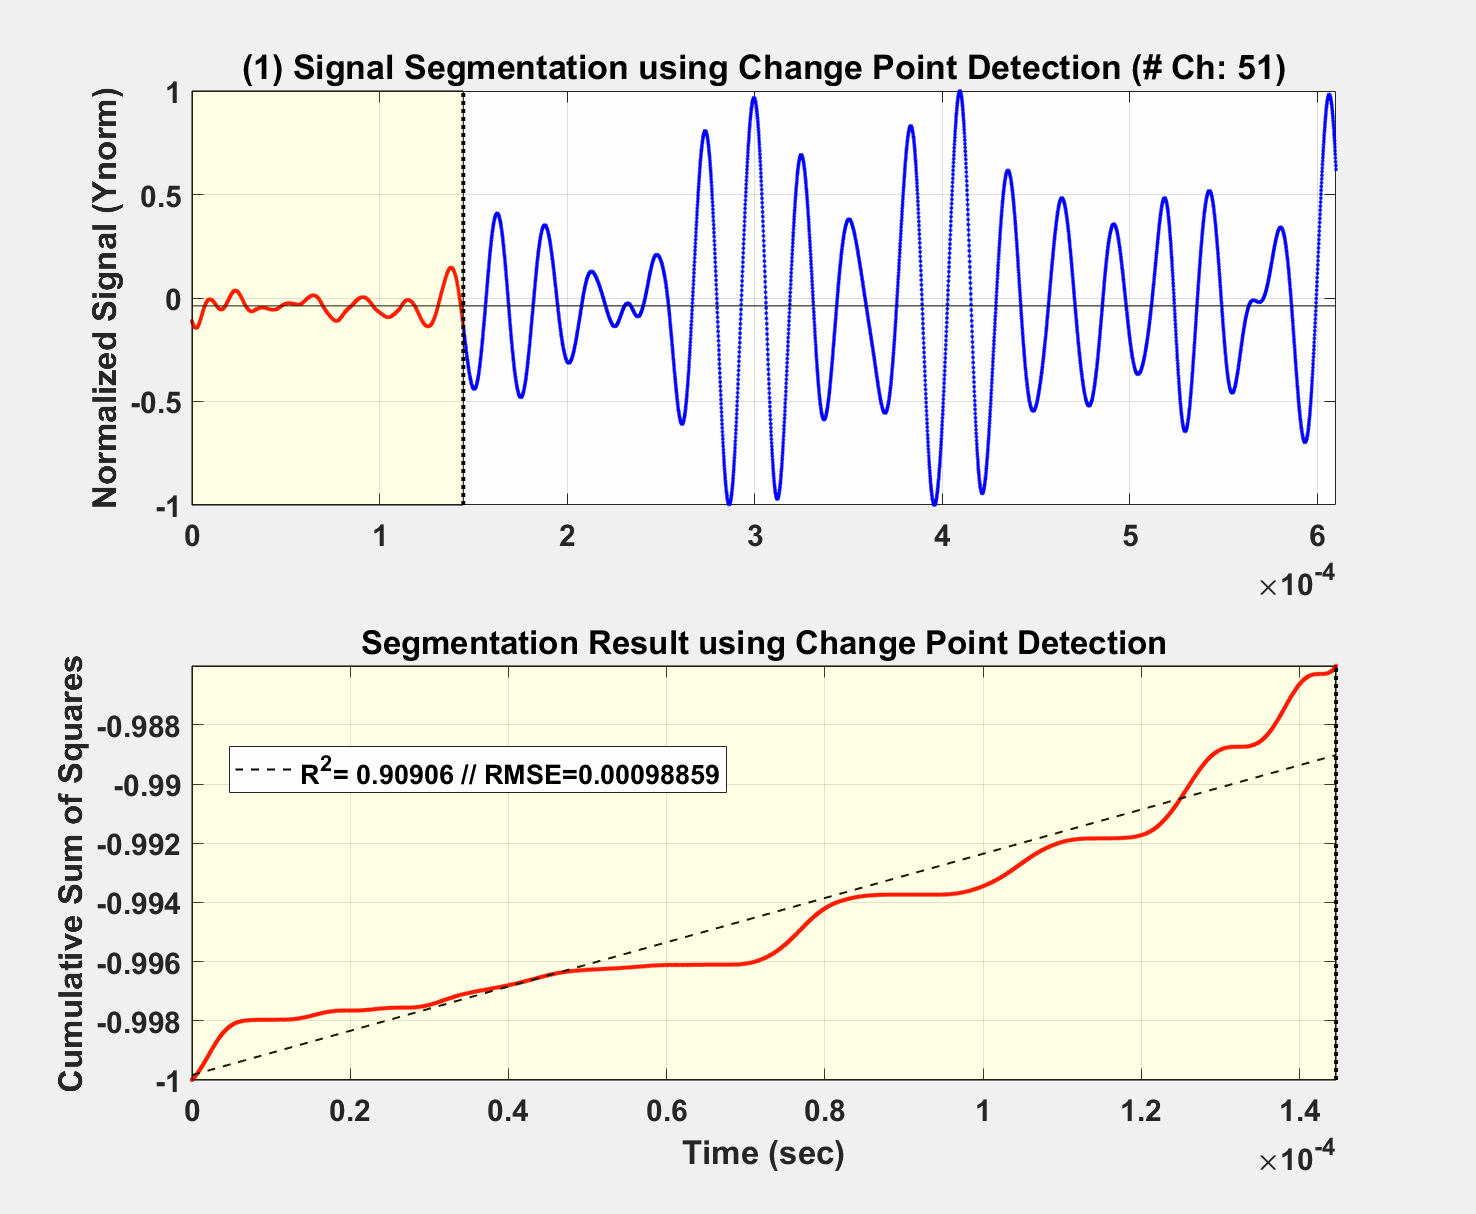 (1) Signal Segmentation using Change Point Detection (# Ch: 51)
Normalized Signal (Ynorm)
1
0.5
0
-0.5
-1
0 1 2 3 4 5 6
×10-4
Segmentation Result using Change Point Detection
Cumulative Sum of Squares
-0.988
-0.99
-0.992
-0.994
-0.996
-0.998
-1
R2= 0.90906 // RMSE=0.00098859
0 0.2 0.4 0.6 0.8 1 1.2 1.4
Time (sec)
×10-4